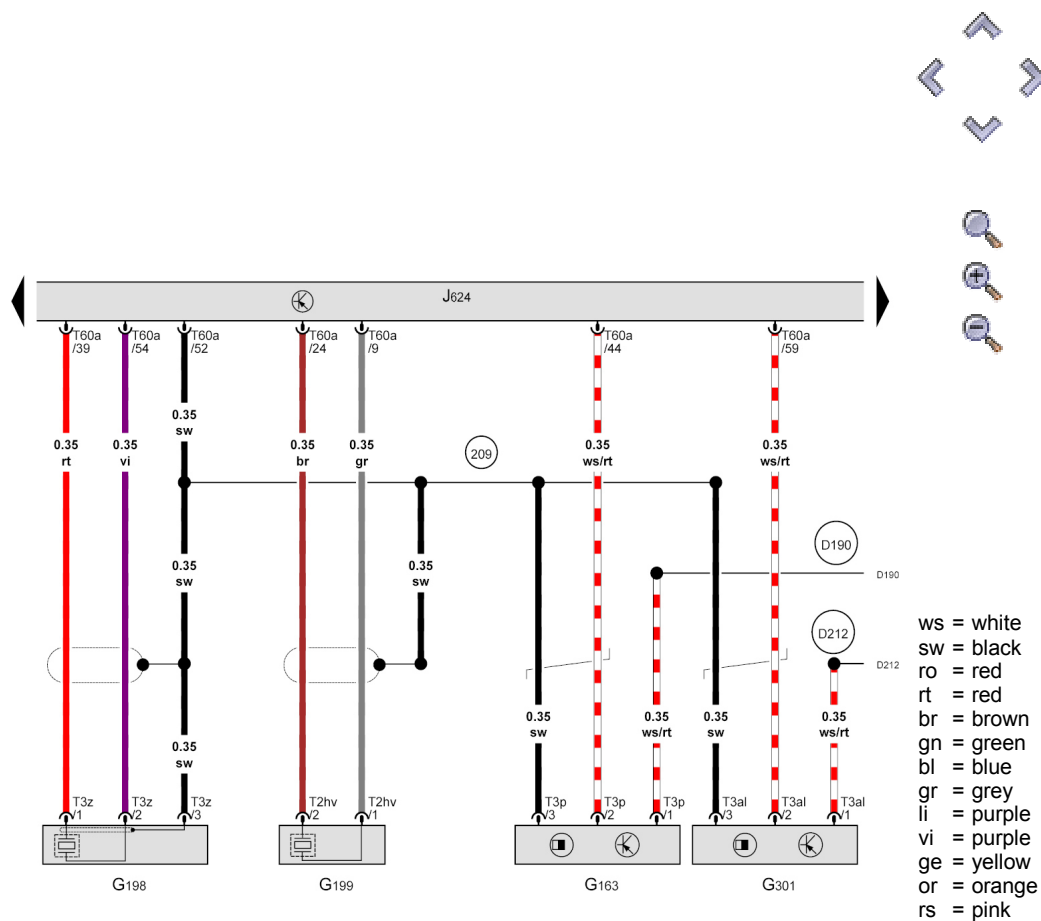 J624
T60a T60a T60a T60a T60a T60a T60a
/39 /54 /52 /24 /9 /44 /59
0.35
sw
0.35 0.35 0.35 0.35 0.35 0.35
rt vi br gr ws/rt ws/rt
209
D190
0.35 0.35
sw sw
D190
D212
D212
0.35 0.35 0.35 0.35
sw ws/rt sw ws/rt
0.35
sw
T3z T3z T3z T2hv T2hv T3p T3p T3p T3al T3al T3al
/1 /2 /3 /2 /1 /3 /2 /1 /3 /2 /1
G198 G199 G163 G301
ws = white
sw = black
ro = red
rt = red
br = brown
gn = green
bl = blue
gr = grey
li = purple
vi = purple
ge = yellow
or = orange
rs = pink